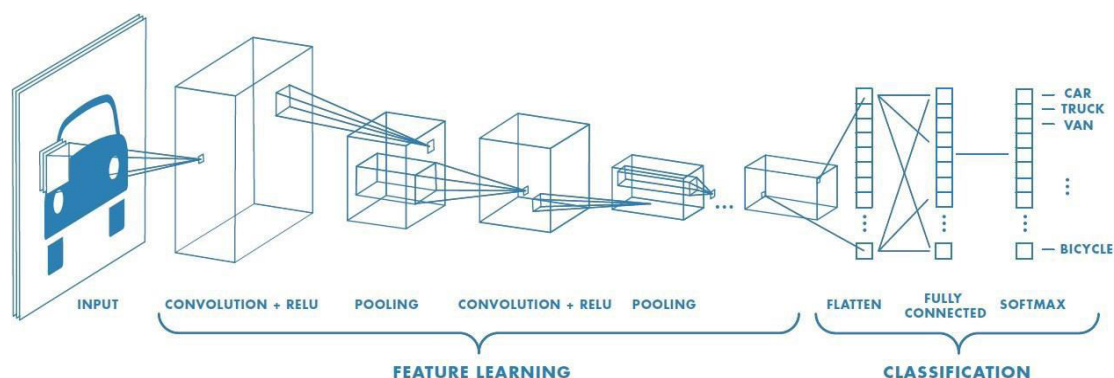 CAR
TRUCK
VAN
BICYCLE
INPUT
CONVOLUTION + RELU
POOLING
CONVOLUTION + RELU
POOLING
FLATTEN
FULLY
CONNECTED
SOFTMAX
FEATURE LEARNING
CLASSIFICATION